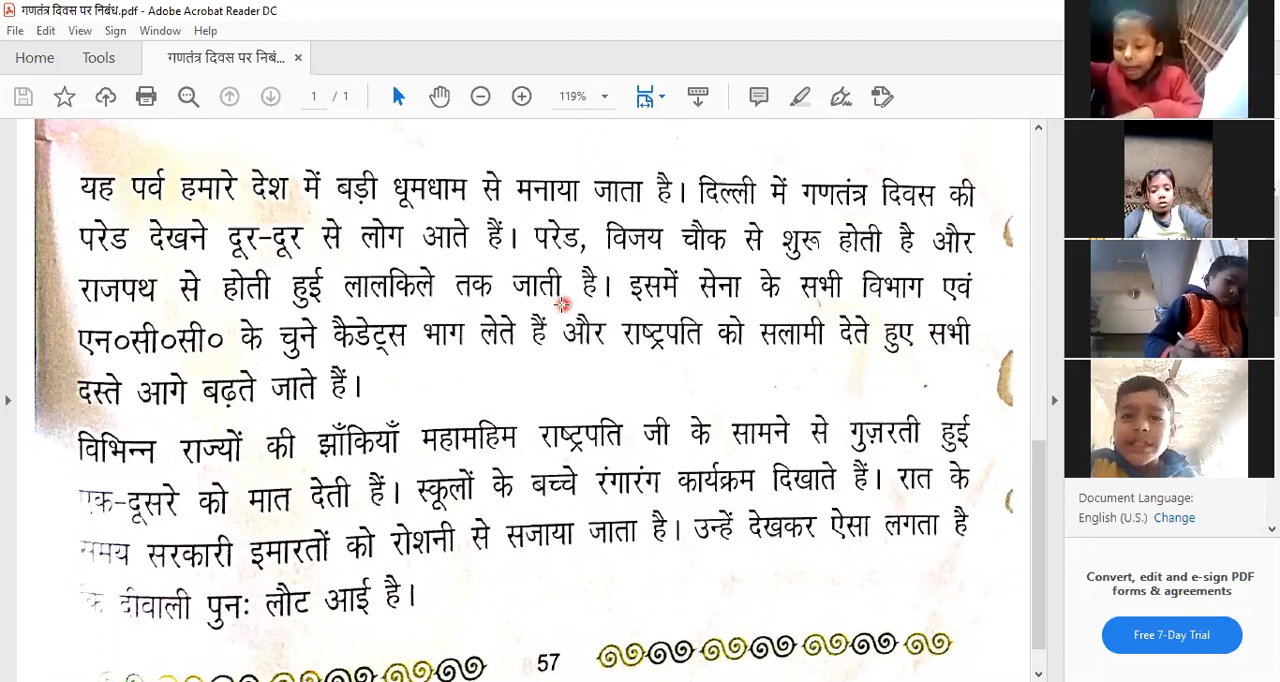 गणतंत्र दिवस पर निबंध.pdf - Adobe Acrobat Reader DC
File Edit View Sign Window Help
Home Tools गणतंत्र दिवस पर निबं... ×
1 / 1 119%
यह पर्व हमारे देश में बड़ी धूमधाम से मनाया जाता है। दिल्ली में गणतंत्र दिवस की
परेड देखने दूर-दूर से लोग आते हैं। परेड, विजय चौक से शुरू होती है और
राजपथ से होती हुई लालकिले तक जाती है। इसमें सेना के सभी विभाग एवं
एन०सी०सी० के चुने कैडेट्स भाग लेते हैं और राष्ट्रपति को सलामी देते हुए सभी
दस्ते आगे बढ़ते जाते हैं।
विभिन्न राज्यों की झाँकियाँ महामहिम राष्ट्रपति जी के सामने से गुज़रती हुई
एक-दूसरे को मात देती हैं। स्कूलों के बच्चे रंगारंग कार्यक्रम दिखाते हैं। रात के
समय सरकारी इमारतों को रोशनी से सजाया जाता है। उन्हें देखकर ऐसा लगता है
दीवाली पुनः लौट आई है।
57
Document Language:
English (U.S.) Change
Convert, edit and e-sign PDF
forms & agreements
Free 7-Day Trial